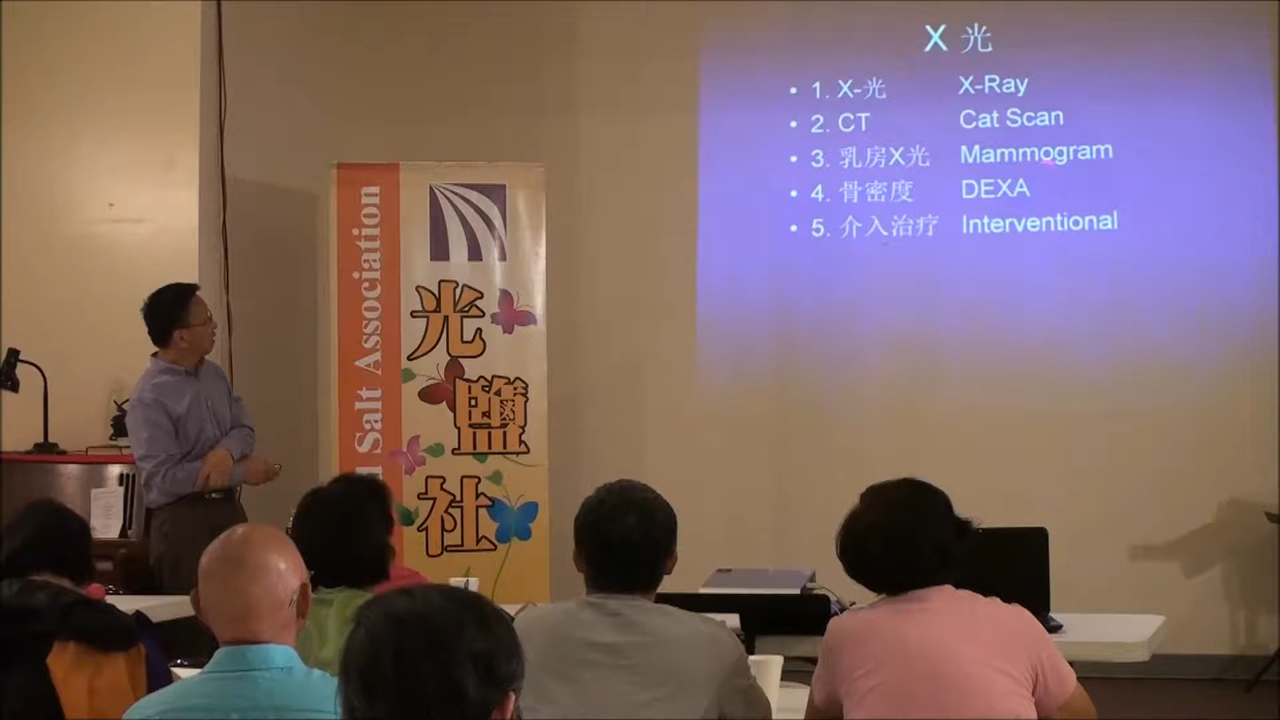 X 光
• 1. X-光 X-Ray
• 2. CT Cat Scan
• 3. 乳房X光 Mammogram
• 4. 骨密度 DEXA
• 5. 介入治疗 Interventional
Salt Association
光
鹽
社